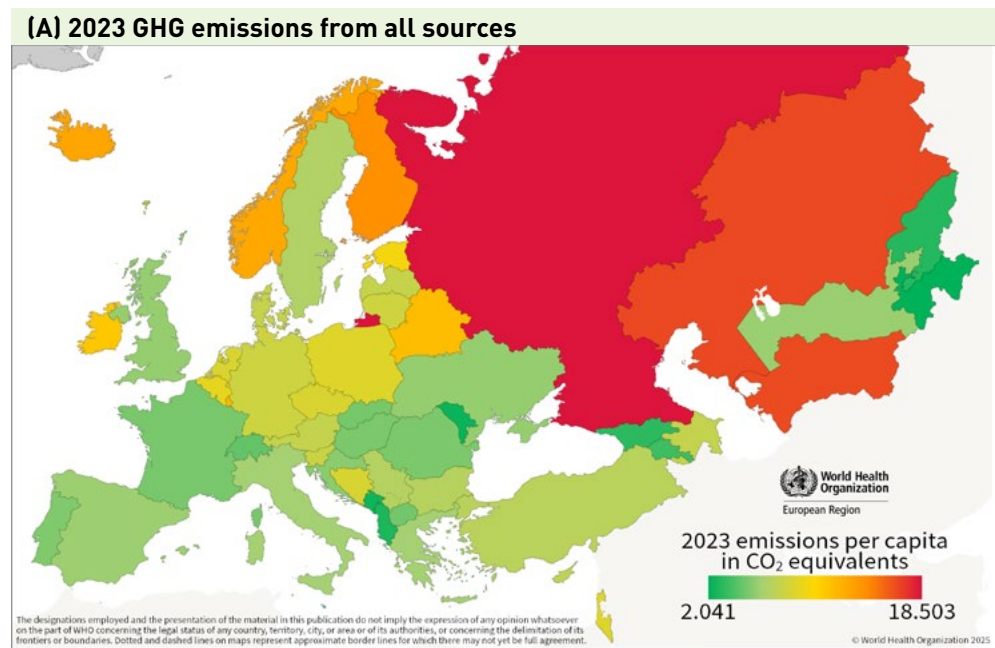 (A) 2023 GHG emissions from all sources
World Health
Organization
European Region
2023 emissions per capita
in CO₂ equivalents
2.041 18.503
The designations employed and the presentation of the material in this publication do not imply the expression of any opinion whatsoever
on the part of WHO concerning the legal status of any country, territory, city, or area or of its authorities, or concerning the delimitation of its
frontiers or boundaries. Dotted and dashed lines on maps represent approximate border lines for which there may not yet be full agreement.
© World Health Organization 2025